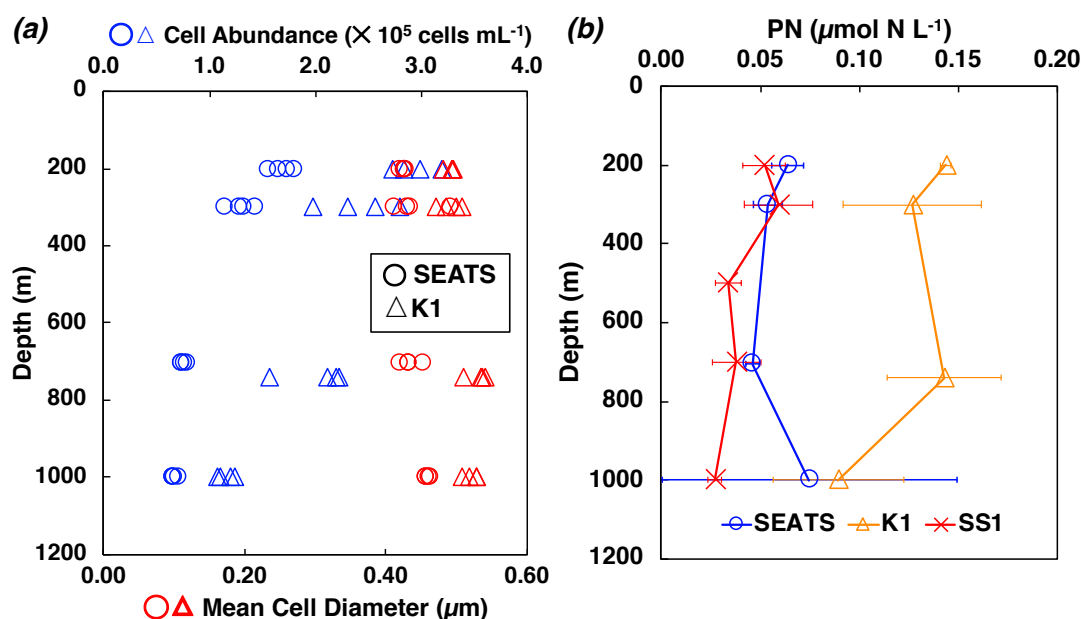 (a)
Cell Abundance (× 10⁵ cells mL⁻¹)
0.0 1.0 2.0 3.0 4.0
0
200
400
600
800
1000
1200
Depth (m)
SEATS
K1
0.00 0.20 0.40 0.60
Mean Cell Diameter (µm)
(b)
PN (µmol N L⁻¹)
0.00 0.05 0.10 0.15 0.20
0
200
400
600
800
1000
1200
Depth (m)
SEATS K1 SS1